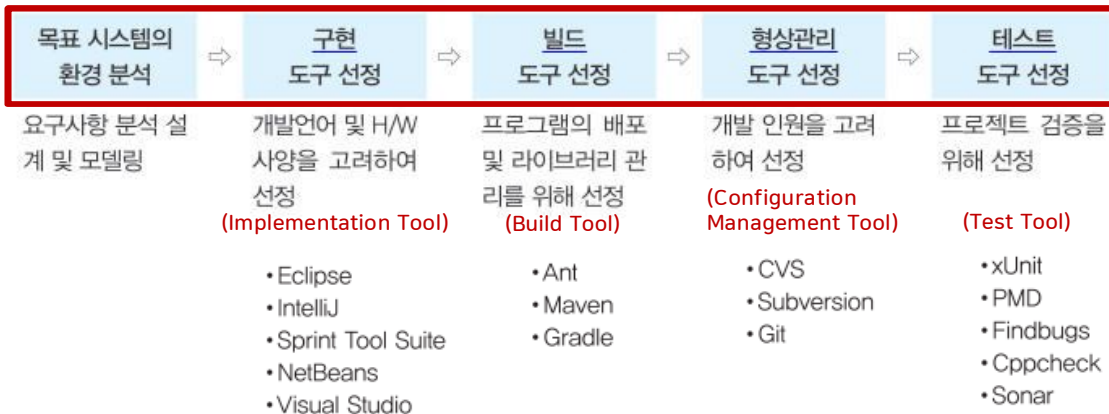 목표 시스템의
환경 분석
⇨
구현
도구 선정
⇨
빌드
도구 선정
⇨
형상관리
도구 선정
⇨
테스트
도구 선정
요구사항 분석 설
계 및 모델링
개발언어 및 H/W
사양을 고려하여
선정
(Implementation Tool)
• Eclipse
• IntelliJ
• Sprint Tool Suite
• NetBeans
• Visual Studio
프로그램의 배포
및 라이브러리 관
리를 위해 선정
(Build Tool)
• Ant
• Maven
• Gradle
개발 인원을 고려
하여 선정
(Configuration
Management Tool)
• CVS
• Subversion
• Git
프로젝트 검증을
위해 선정
(Test Tool)
• xUnit
• PMD
• Findbugs
• Cppcheck
• Sonar